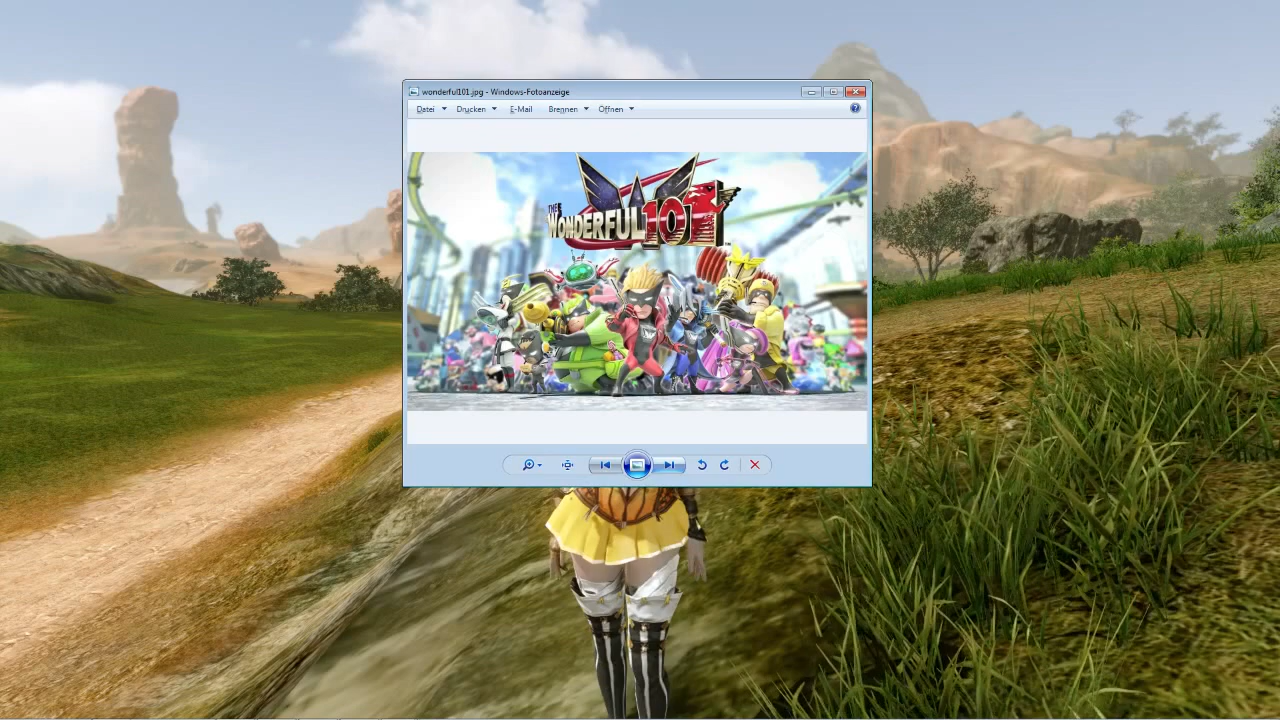 wonderful101.jpg - Windows-Fotoanzeige
Datei Drucken E-Mail Brennen Öffnen
THE
WONDERFUL 101